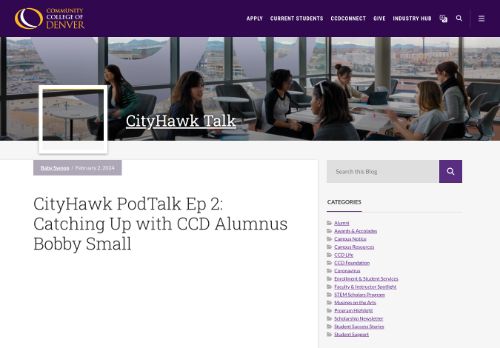 COMMUNITY
COLLEGE OF
DENVER
APPLY CURRENT STUDENTS CCDCONNECT GIVE INDUSTRY HUB
CityHawk Talk
February 2, 2024
Search this Blog
CityHawk PodTalk Ep 2:
Catching Up with CCD Alumnus
Bobby Small
CATEGORIES
Alumni
Awards & Accolades
Campus Notice
Campus Resources
CCD Life
CCD Foundation
Coronavirus
Enrollment & Student Services
Faculty & Instructor Spotlight
STEM Scholars Program
Musings on the Arts
Program Highlight
Scholarship Newsletter
Student Success Stories
Student Support